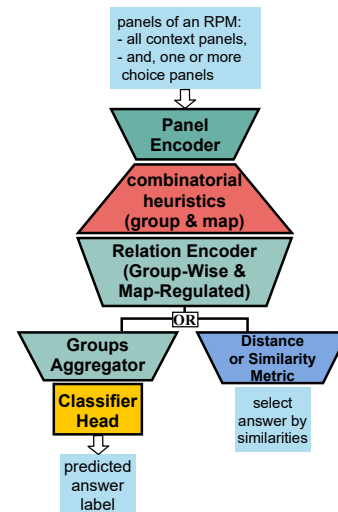 panels of an RPM:
- all context panels,
- and, one or more
choice panels
Panel
Encoder
combinatorial
heuristics
(group & map)
Relation Encoder
(Group-Wise &
Map-Regulated)
OR
Groups
Aggregator
Distance
or Similarity
Metric
Classifier
Head
select
answer by
similarities
predicted
answer
label